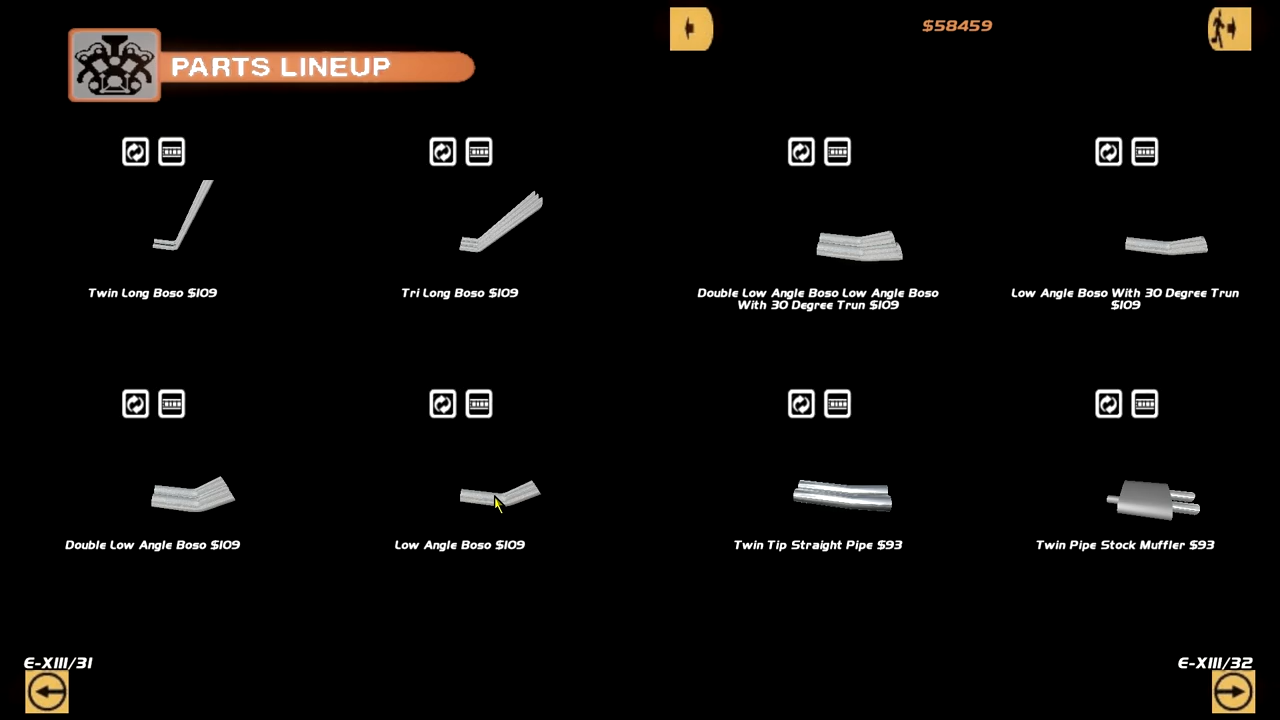 PARTS LINEUP
$58459
Twin Long Boso $109
Tri Long Boso $109
Double Low Angle Boso Low Angle Boso
With 30 Degree Trun $109
Low Angle Boso With 30 Degree Trun
$109
Double Low Angle Boso $109
Low Angle Boso $109
Twin Tip Straight Pipe $93
Twin Pipe Stock Muffler $93
E-XIII/31
E-XIII/32